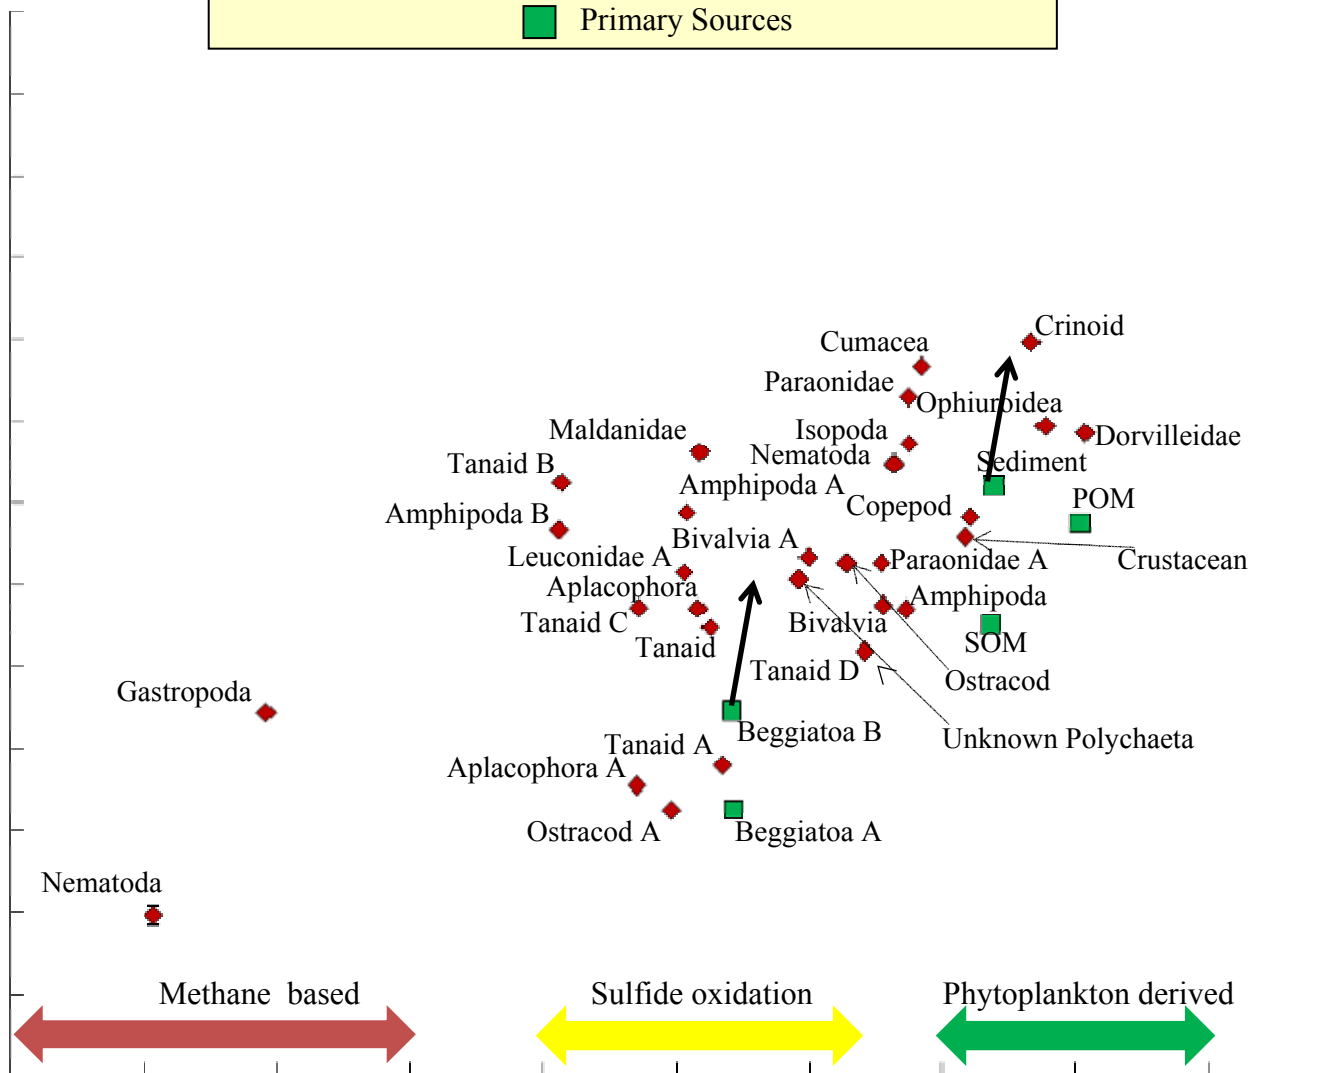 Primary Sources
Crinoid
Cumacea
Paraonidae
Ophiuroidea
Maldanidae
Isopoda
Dorvilleidae
Nematoda
Tanaid B
Sediment
Amphipoda A
POM
Copepod
Amphipoda B
Bivalvia A
Leuconidae A
Paraonidae A
Crustacean
Aplacophora
Amphipoda
Tanaid C
Bivalvia
Tanaid
SOM
Tanaid D
Ostracod
Gastropoda
Beggiatoa B
Unknown Polychaeta
Tanaid A
Aplacophora A
Ostracod A
Beggiatoa A
Nematoda
Methane based
Sulfide oxidation
Phytoplankton derived